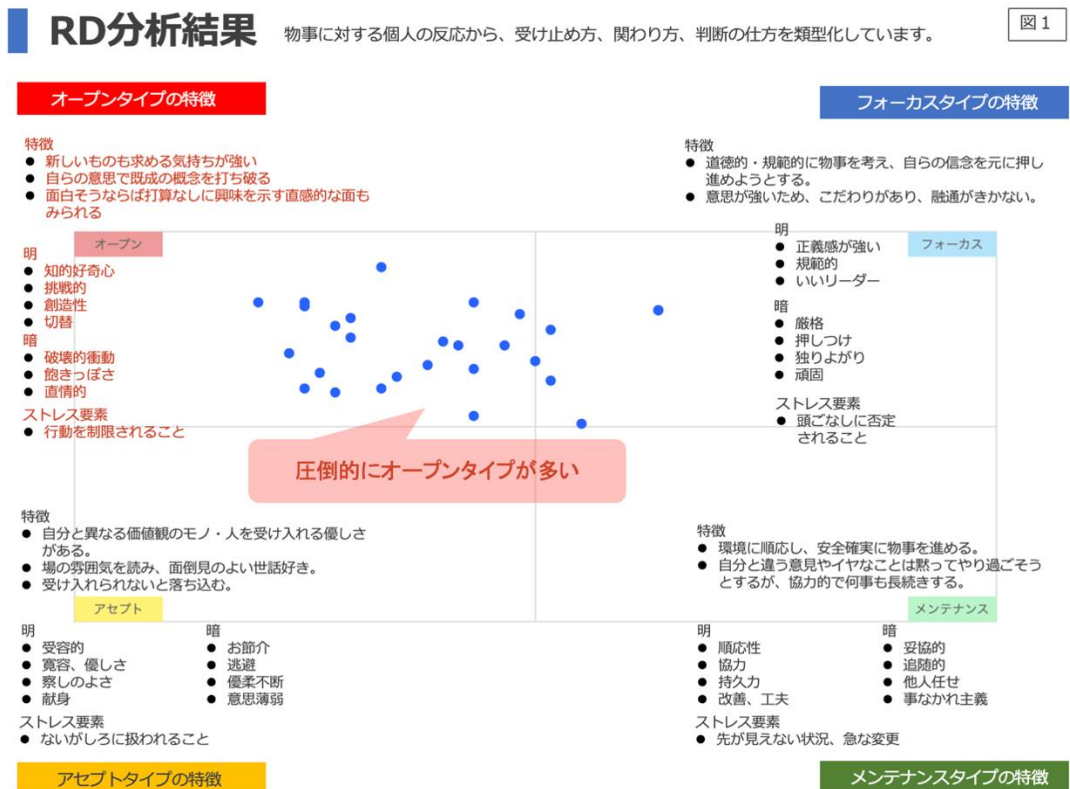 RD分析結果
物事に対する個人の反応から、受け止め方、関わり方、判断の仕方を類型化しています。
図1
オープンタイプの特徴
特徴
● 新しいものも求める気持ちが強い
● 自らの意思で既成の概念を打ち破る
● 面白そうならば打算なしに興味を示す直感的な面も
みられる
オープン
明
● 知的好奇心
● 挑戦的
● 創造性
● 切替
暗
● 破壊的衝動
● 飽きっぽさ
● 直情的
ストレス要素
● 行動を制限されること
フォーカスタイプの特徴
特徴
● 道徳的・規範的に物事を考え、自らの信念を元に押し
進めようとする。
● 意思が強いため、こだわりがあり、融通がきかない。
フォーカス
明
● 正義感が強い
● 規範的
● いいリーダー
暗
● 厳格
● 押しつけ
● 独りよがり
● 頑固
ストレス要素
● 頭ごなしに否定
されること
圧倒的にオープンタイプが多い
特徴
● 自分と異なる価値観のモノ・人を受け入れる優しさ
がある。
● 場の雰囲気を読み、面倒見のよい世話好き。
● 受け入れられないと落ち込む。
アセプト
明
● 受容的
● 寛容、優しさ
● 察しのよさ
● 献身
暗
● お節介
● 逃避
● 優柔不断
● 意思薄弱
ストレス要素
● ないがしろに扱われること
アセプトタイプの特徴
特徴
● 環境に順応し、安全確実に物事を進める。
● 自分と違う意見やイヤなことは黙ってやり過ごそう
とするが、協力的で何事も長続きする。
メンテナンス
明
● 順応性
● 協力
● 持久力
● 改善、工夫
暗
● 妥協的
● 追随的
● 他人任せ
● 事なかれ主義
ストレス要素
● 先が見えない状況、急な変更
メンテナンスタイプの特徴